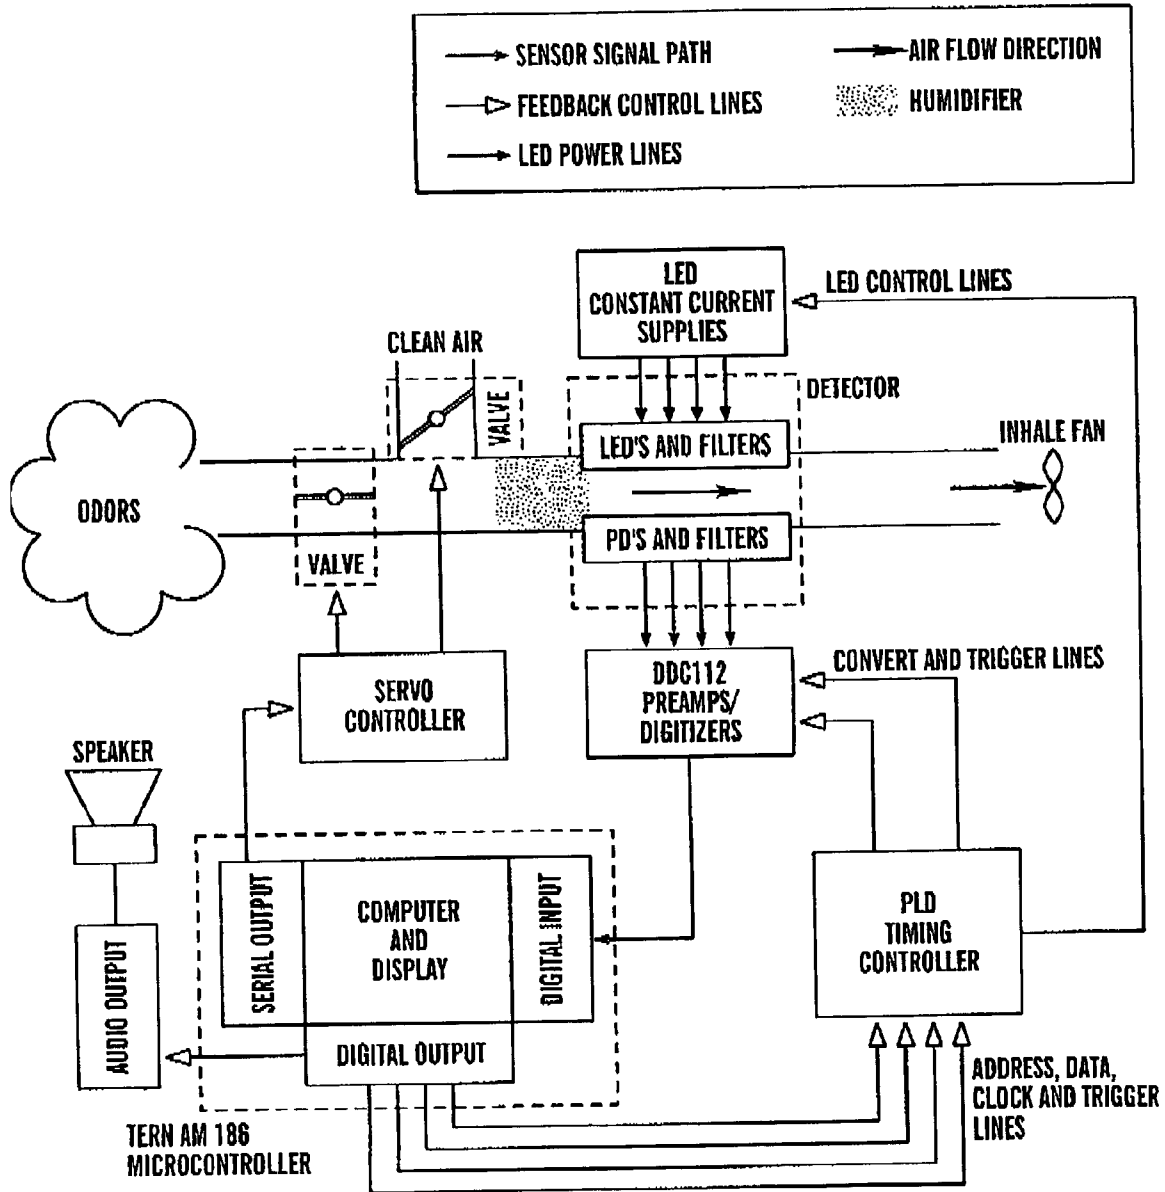 SENSOR SIGNAL PATH
FEEDBACK CONTROL LINES
LED POWER LINES
AIR FLOW DIRECTION
HUMIDIFIER
LED
CONSTANT CURRENT
SUPPLIES
LED CONTROL LINES
CLEAN AIR
VALVE
DETECTOR
LED'S AND FILTERS
INHALE FAN
ODORS
PD'S AND FILTERS
VALVE
SERVO
CONTROLLER
DDC112
PREAMPS/
DIGITIZERS
CONVERT AND TRIGGER LINES
SPEAKER
SERIAL OUTPUT
COMPUTER
AND
DISPLAY
DIGITAL INPUT
PLD
TIMING
CONTROLLER
AUDIO OUTPUT
DIGITAL OUTPUT
ADDRESS, DATA,
CLOCK AND TRIGGER
LINES
TERN AM 186
MICROCONTROLLER